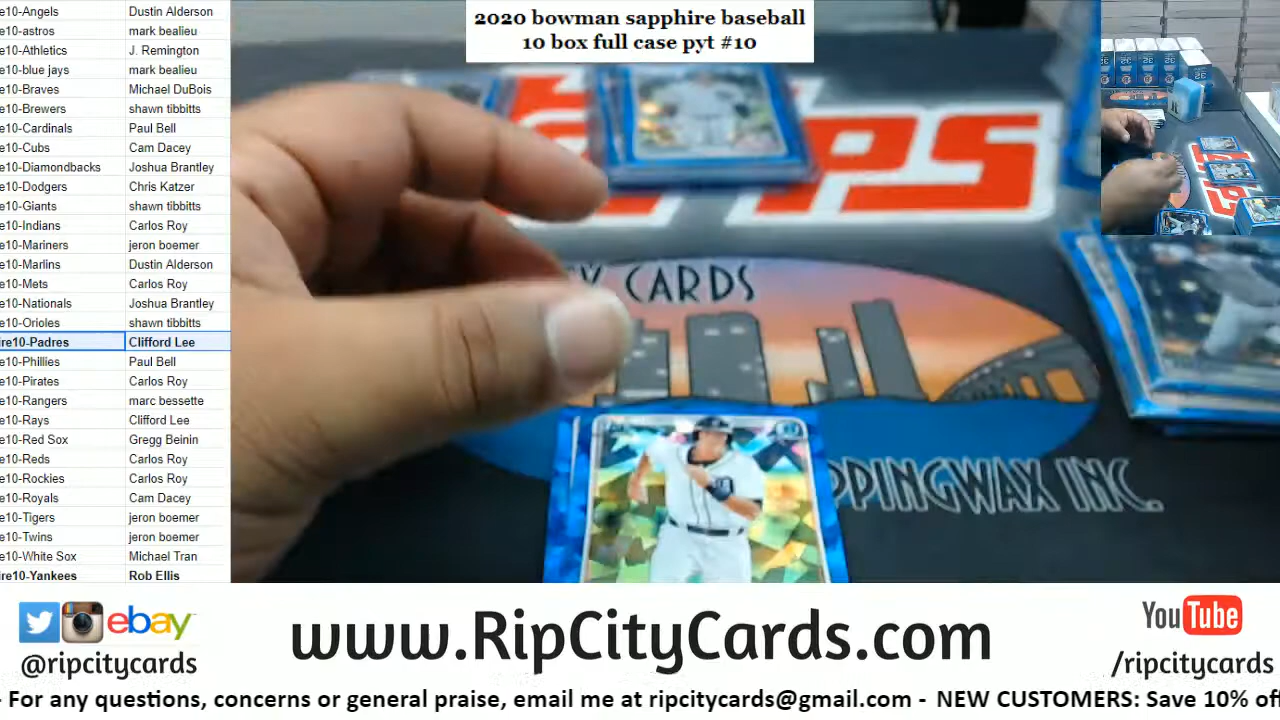 2020 bowman sapphire baseball
10 box full case pyt #10
e10-Angels Dustin Alderson
e10-astros mark bealieu
e10-Athletics J. Remington
e10-blue jays mark bealieu
e10-Braves Michael DuBois
e10-Brewers shawn tibbitts
e10-Cardinals Paul Bell
e10-Cubs Cam Dacey
e10-Diamondbacks Joshua Brantley
e10-Dodgers Chris Katzer
e10-Giants shawn tibbitts
e10-Indians Carlos Roy
e10-Mariners jeron boemer
e10-Marlins Dustin Alderson
e10-Mets Carlos Roy
e10-Nationals Joshua Brantley
e10-Orioles shawn tibbitts
ire10-Padres Clifford Lee
e10-Phillies Paul Bell
e10-Pirates Carlos Roy
e10-Rangers marc bessette
e10-Rays Clifford Lee
e10-Red Sox Gregg Beinin
e10-Reds Carlos Roy
e10-Rockies Carlos Roy
e10-Royals Cam Dacey
e10-Tigers jeron boemer
e10-Twins jeron boemer
e10-White Sox Michael Tran
ire10-Yankees Rob Ellis
PS
Y CARDS
PPINGWAX INC.
ebay
@ripcitycards
www.RipCityCards.com
YouTube
/ripcitycards
- For any questions, concerns or general praise, email me at ripcitycards@gmail.com - NEW CUSTOMERS: Save 10% off